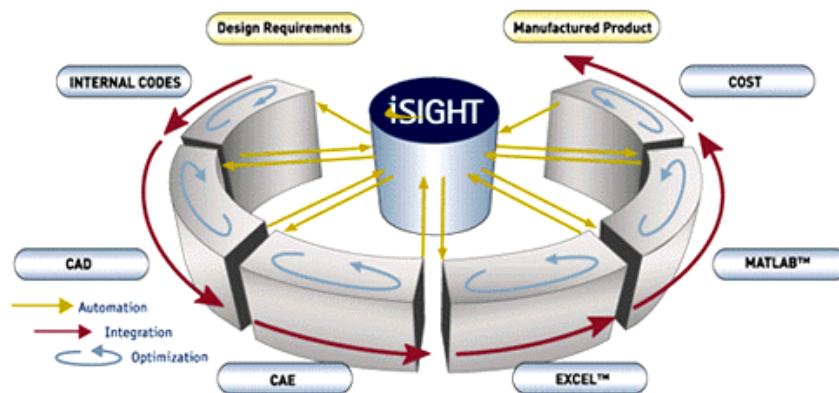 Design Requirements
Manufactured Product
INTERNAL CODES
iSIGHT
COST
CAD
MATLAB™
Automation
Integration
Optimization
CAE
EXCEL™